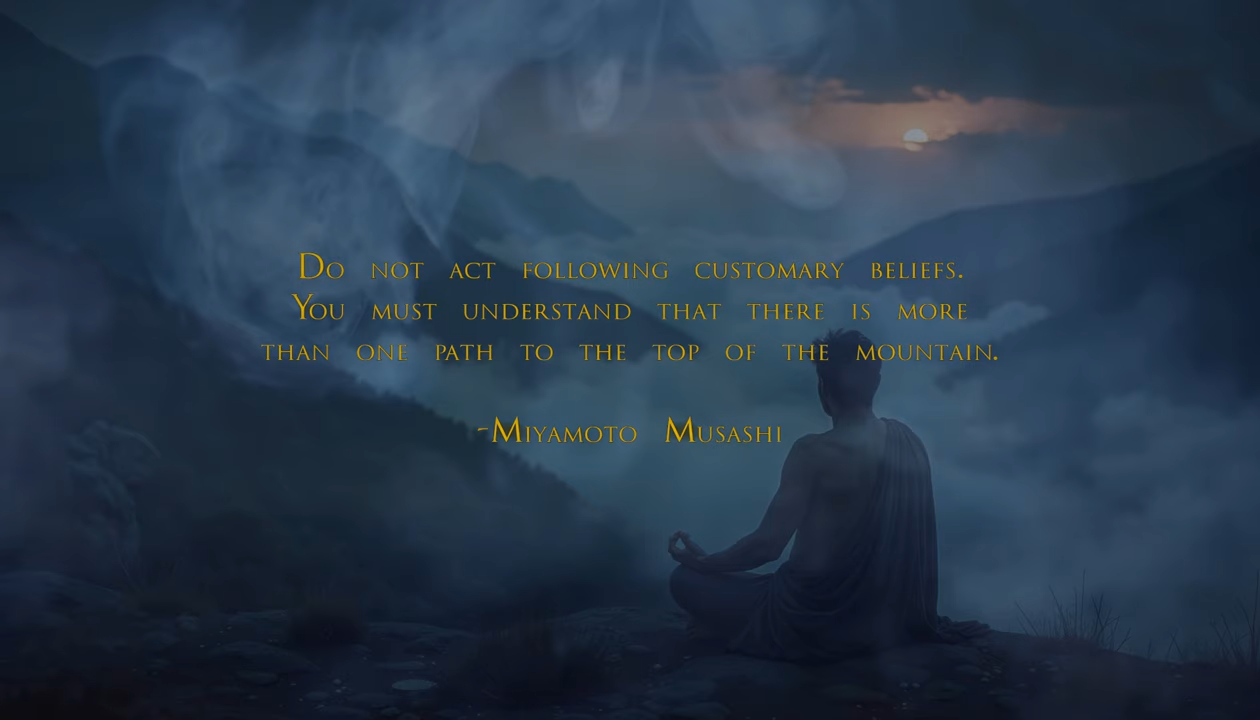 Do not act following customary beliefs.
You must understand that there is more
than one path to the top of the mountain.
-Miyamoto Musashi